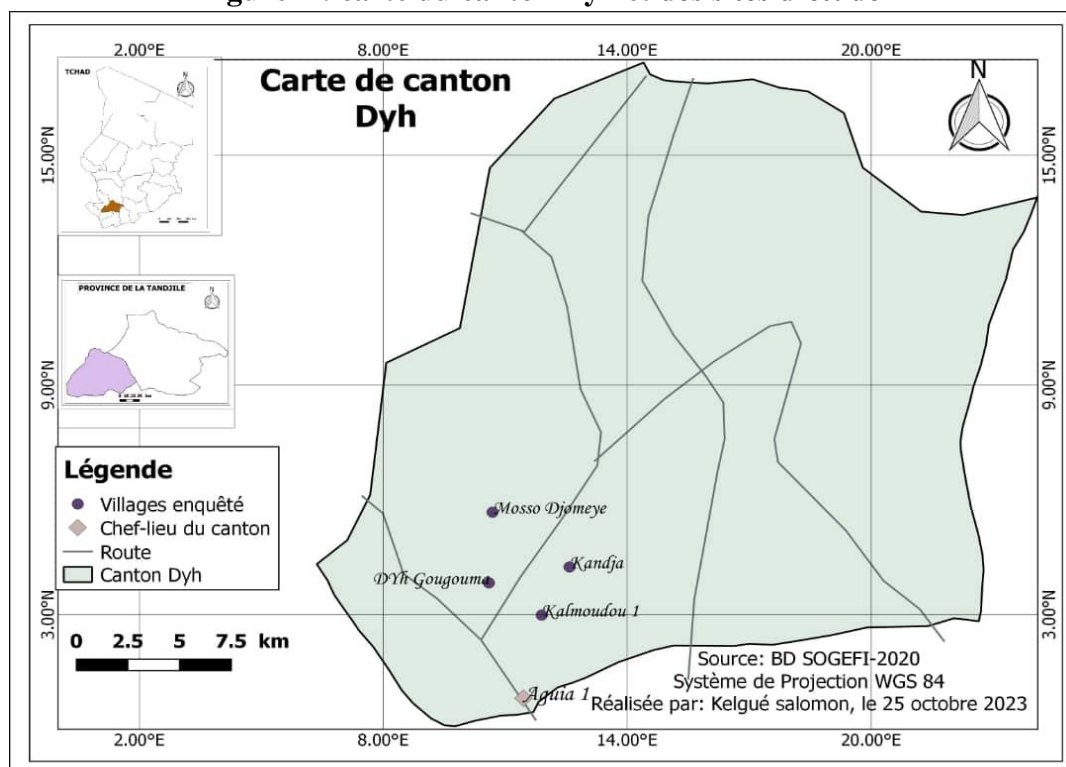 2.00°E 8.00°E 14.00°E 20.00°E
TCHAD
N
Carte de canton
Dyh
N
15.00°N
15.00°N
PROVINCE DE LA TANDJILE
N
9.00°N
9.00°N
Légende
Villages enquêté
Chef-lieu du canton
Route
Canton Dyh
Mosso Djomeye
Kandja
DYh Gougouma
Kalmoudou 1
3.00°N
3.00°N
0 2.5 5 7.5 km
Aguia 1
Source: BD SOGEFI-2020
Système de Projection WGS 84
Réalisée par: Kelgué salomon, le 25 octobre 2023
2.00°E 8.00°E 14.00°E 20.00°E